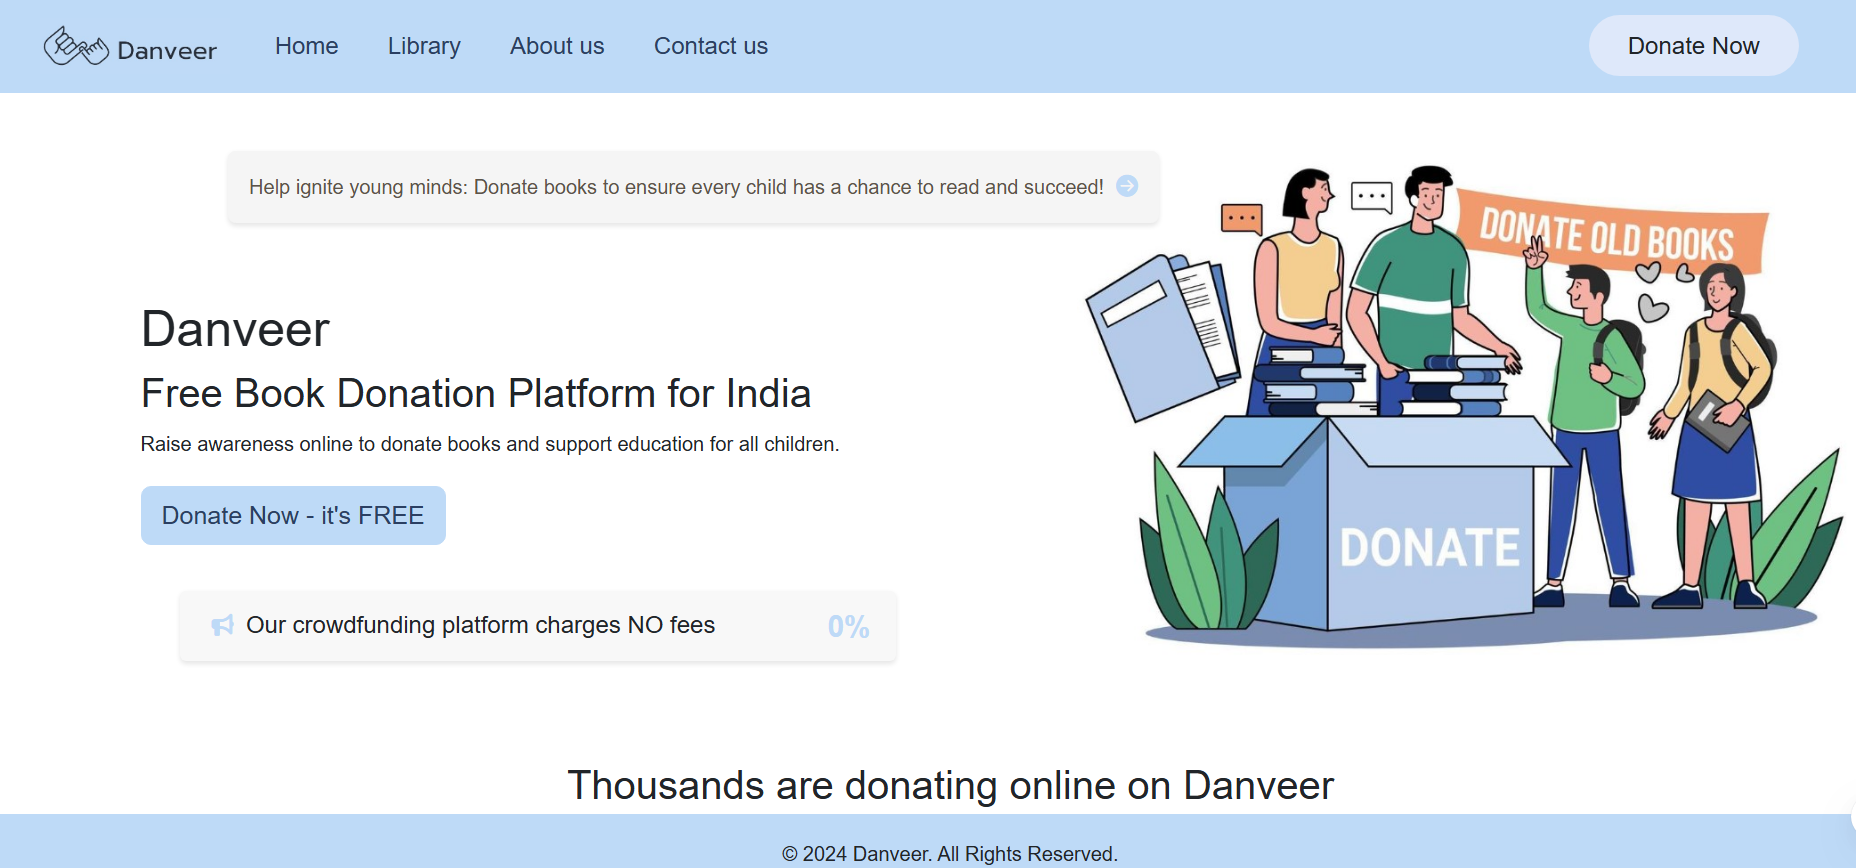 Danveer
Home
Library
About us
Contact us
Donate Now
Help ignite young minds: Donate books to ensure every child has a chance to read and succeed!
DONATE OLD BOOKS
Danveer
Free Book Donation Platform for India
Raise awareness online to donate books and support education for all children.
Donate Now - it's FREE
DONATE
Our crowdfunding platform charges NO fees
0%
Thousands are donating online on Danveer
© 2024 Danveer. All Rights Reserved.